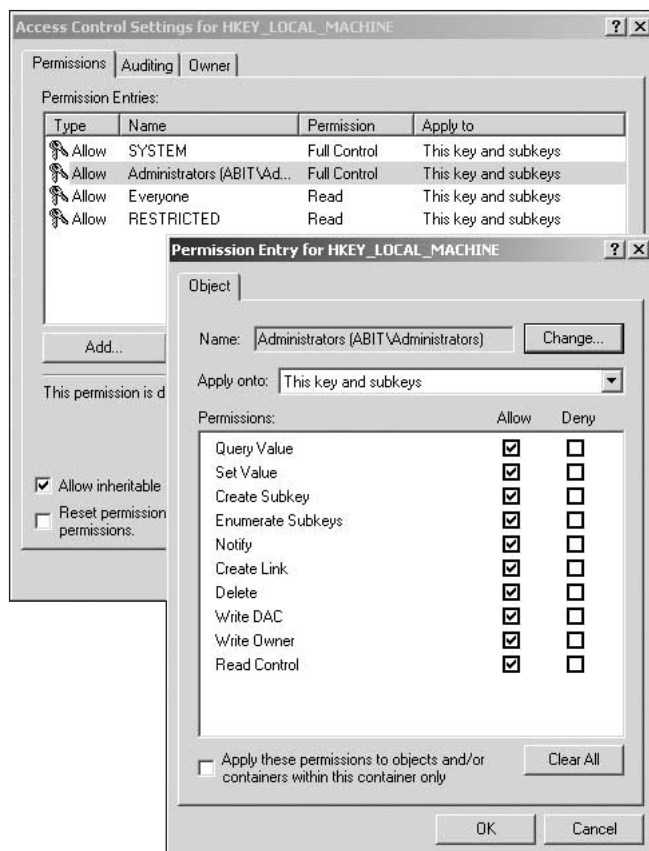 Access Control Settings for HKEY_LOCAL_MACHINE
Permissions Auditing Owner
Permission Entries:
Type Name Permission Apply to
Allow SYSTEM Full Control This key and subkeys
Allow Administrators (ABIT\Ad... Full Control This key and subkeys
Allow Everyone Read This key and subkeys
Allow RESTRICTED Read This key and subkeys
Add...
This permission is d
Allow inheritable
Reset permission
permissions.
Permission Entry for HKEY_LOCAL_MACHINE
Object
Name: Administrators (ABIT\Administrators) Change...
Apply onto: This key and subkeys
Permissions: Allow Deny
Query Value
Set Value
Create Subkey
Enumerate Subkeys
Notify
Create Link
Delete
Write DAC
Write Owner
Read Control
Apply these permissions to objects and/or
containers within this container only
Clear All
OK Cancel